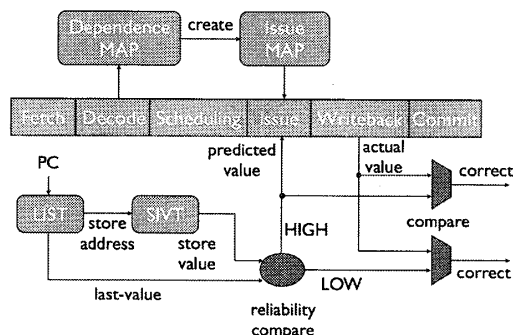 Dependence
MAP
create
Issue
MAP
Fetch
Decode
Scheduling
Issue
Writeback
Commit
predicted
value
actual
value
PC
correct
LIST
store
address
SIVT
store
value
HIGH
compare
last-value
LOW
correct
reliability
compare